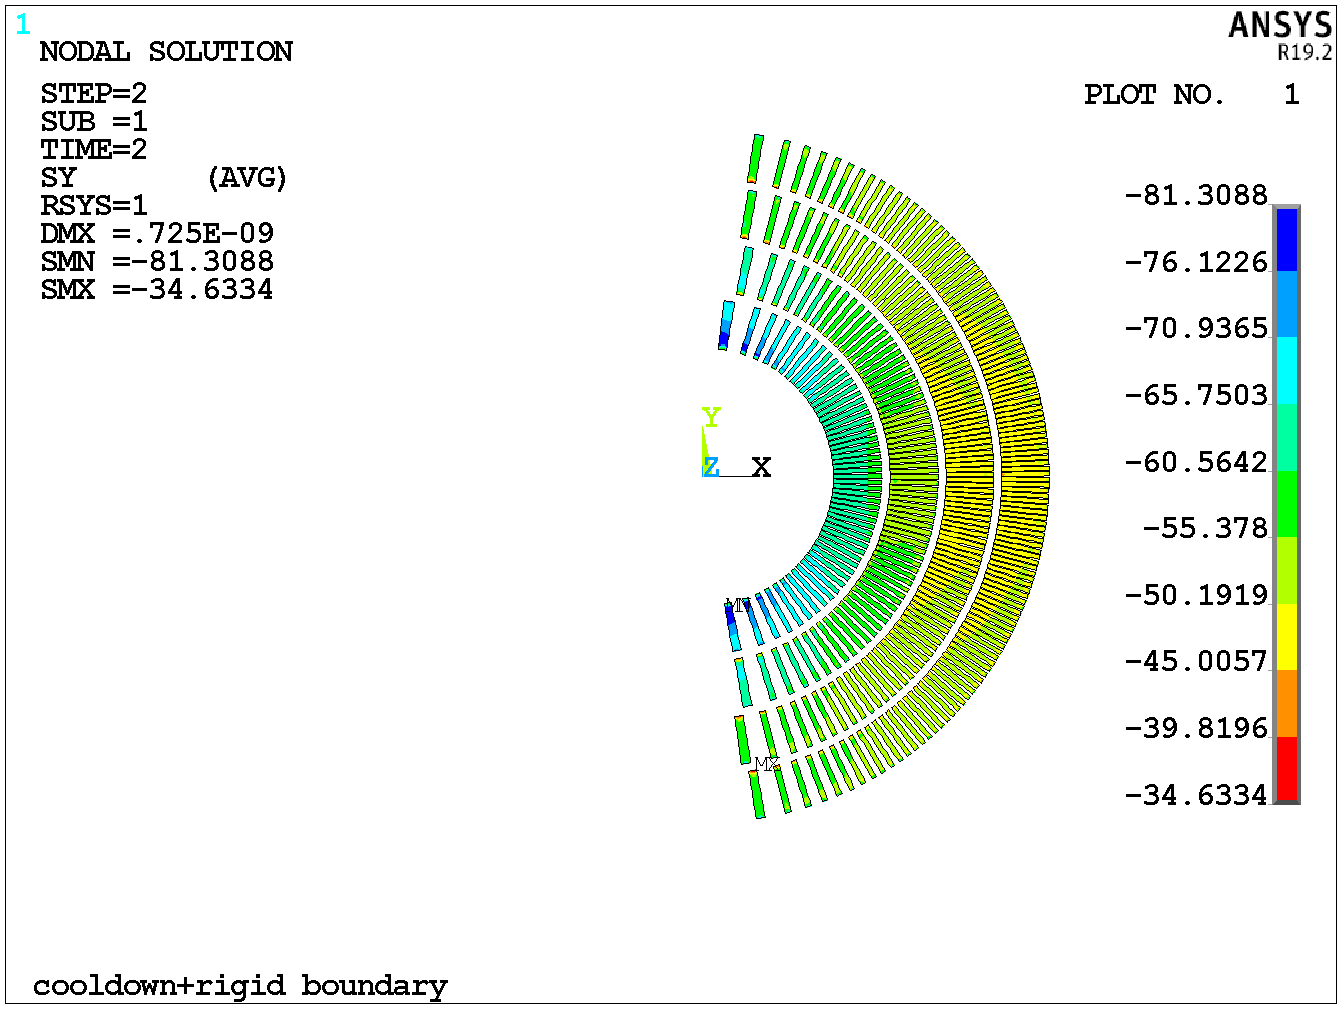 1
NODAL SOLUTION
STEP=2
SUB =1
TIME=2
SY (AVG)
RSYS=1
DMX =.725E-09
SMN =-81.3088
SMX =-34.6334
ANSYS
R19.2
PLOT NO. 1
-81.3088
-76.1226
-70.9365
-65.7503
-60.5642
-55.378
-50.1919
-45.0057
-39.8196
-34.6334
Y
Z X
MN
MX
cooldown+rigid boundary